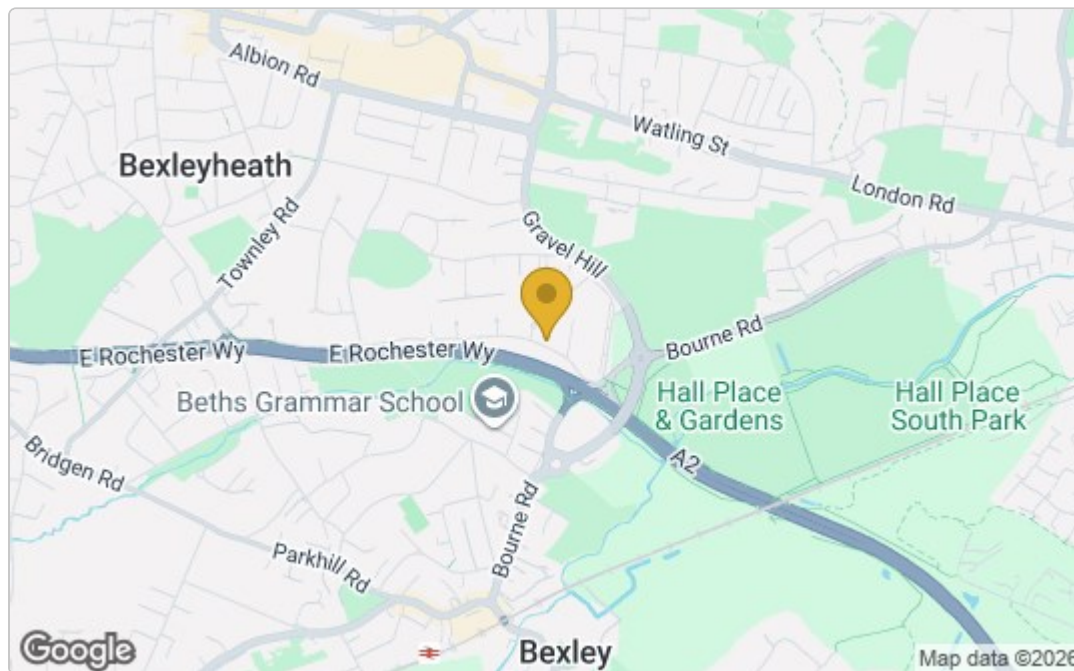 Albion Rd
Watling St
Bexleyheath
London Rd
Townley Rd
Gravel Hill
E Rochester Wy
E Rochester Wy
Bourne Rd
Beths Grammar School
Hall Place
& Gardens
Hall Place
South Park
A2
Bridgen Rd
Bourne Rd
Parkhill Rd
Bexley
Google
Map data ©2026